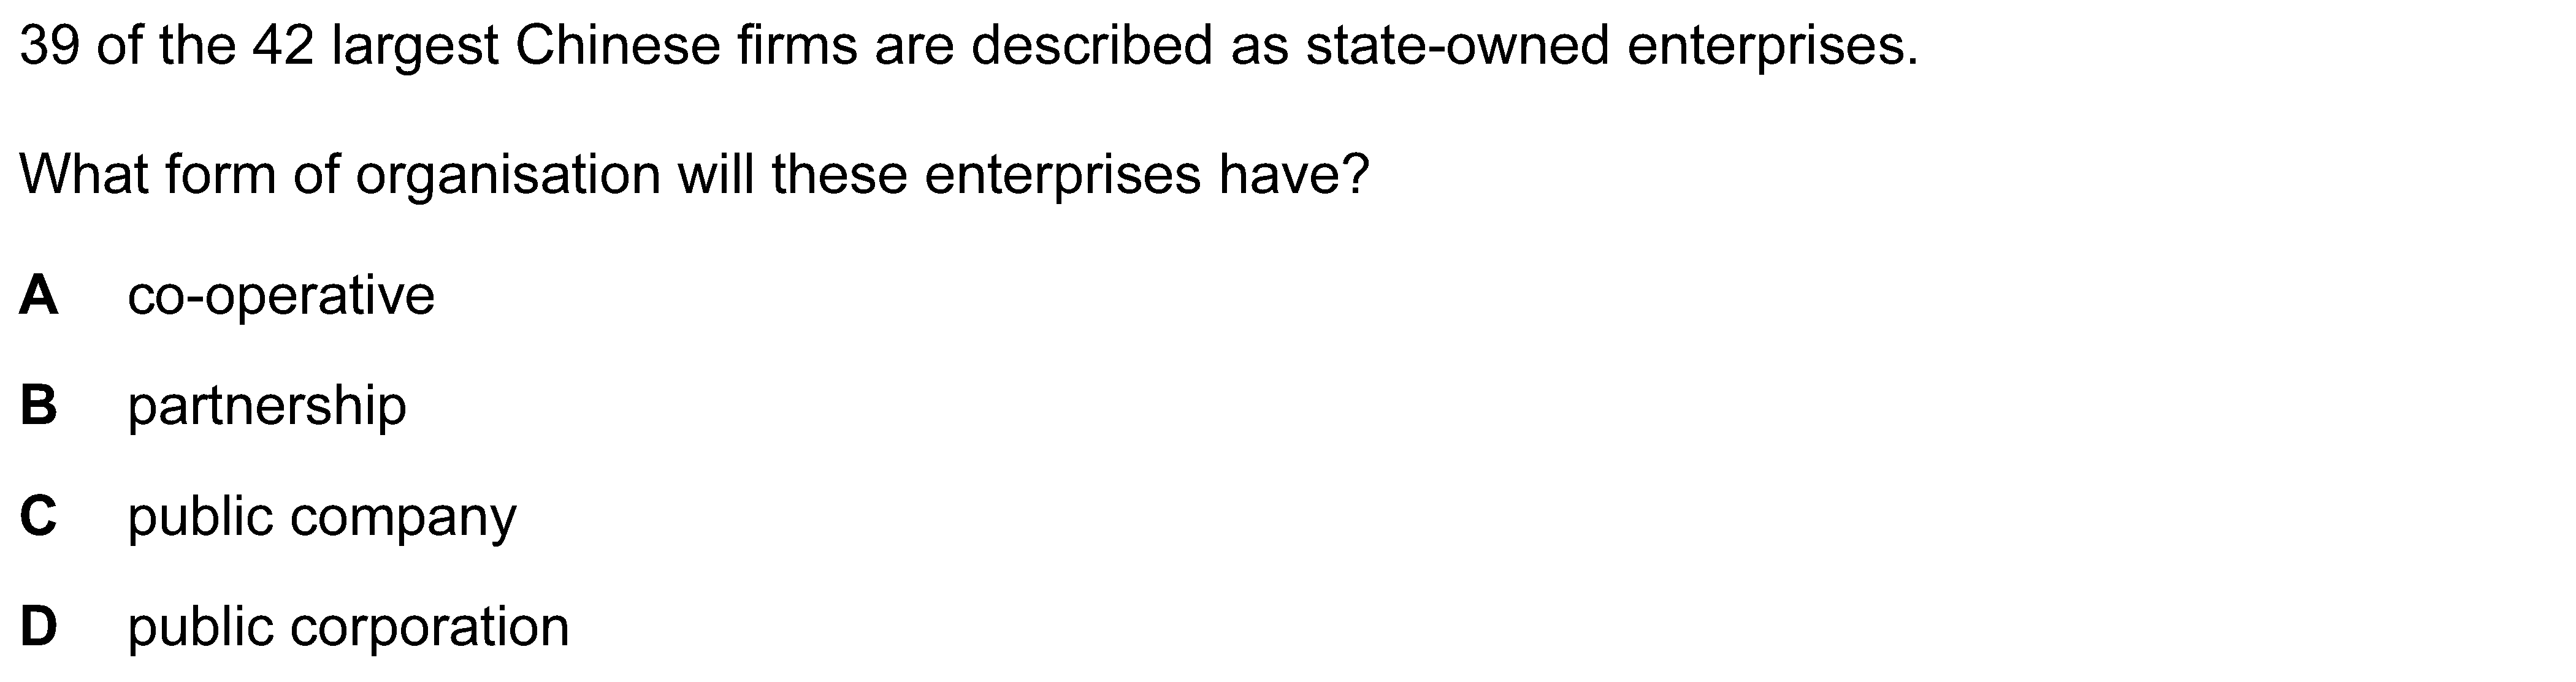 39 of the 42 largest Chinese firms are described as state-owned enterprises.
What form of organisation will these enterprises have?
A co-operative
B partnership
C public company
D public corporation